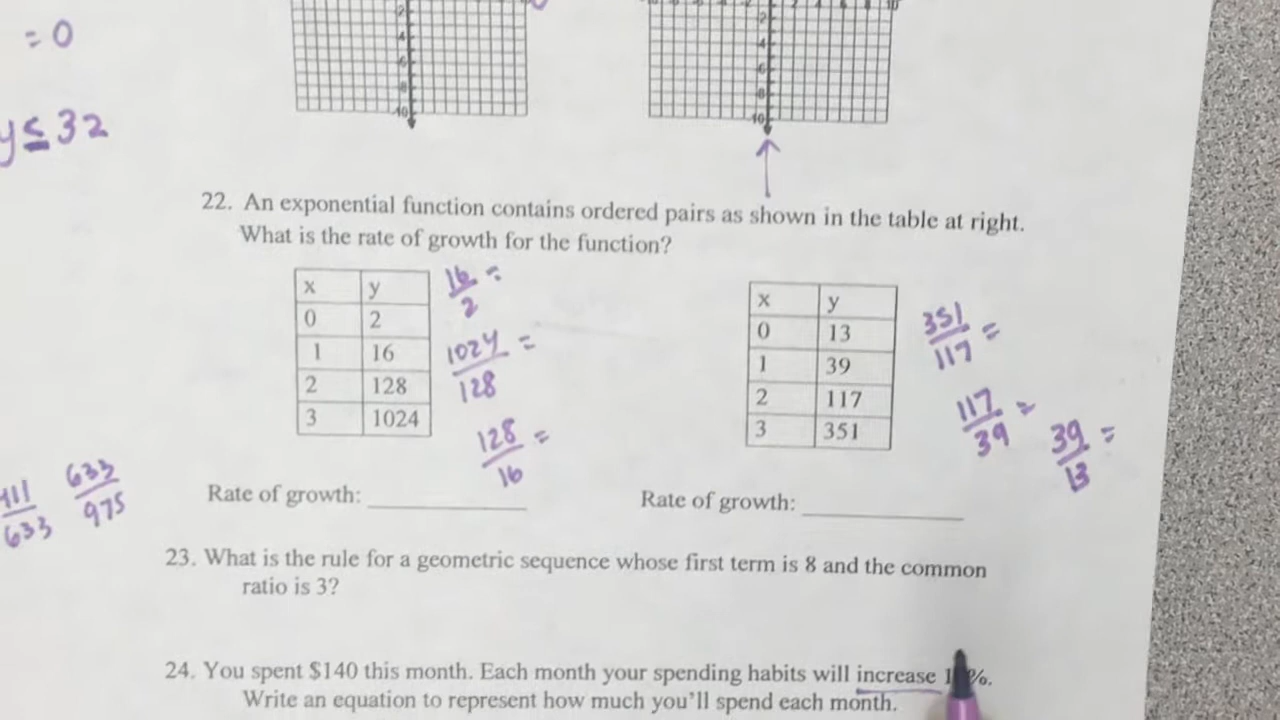 = 0
y ≤ 32
22. An exponential function contains ordered pairs as shown in the table at right.
What is the rate of growth for the function?
x y
0 2
1 16
2 128
3 1024
16/2 =
1024/128 =
128/16 =
x y
0 13
1 39
2 117
3 351
351/117 =
117/39 =
39/13 =
633/975
Rate of growth: ____________
Rate of growth: ____________
23. What is the rule for a geometric sequence whose first term is 8 and the common
ratio is 3?
24. You spent $140 this month. Each month your spending habits will increase
Write an equation to represent how much you'll spend each month.